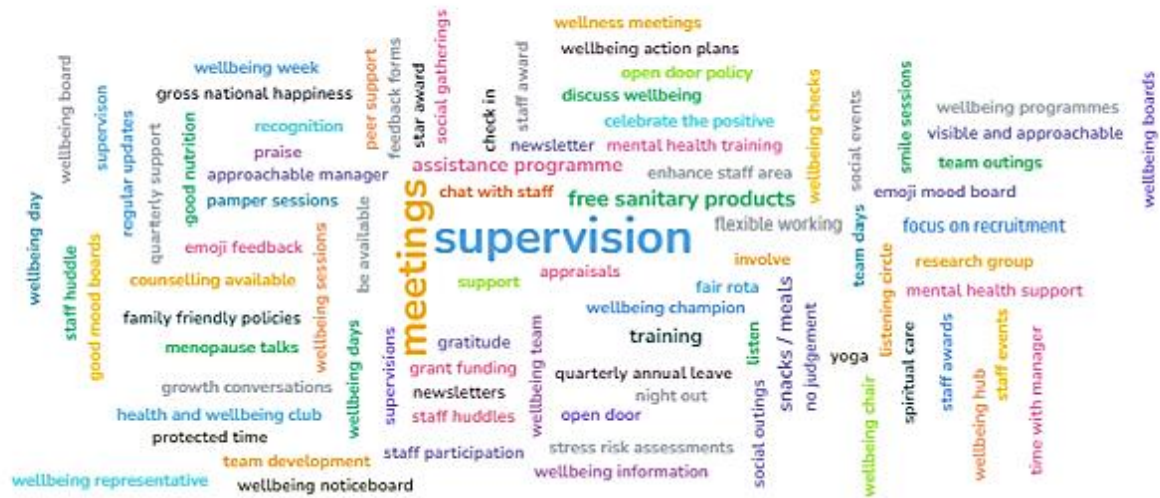 wellness meetings
wellbeing action plans
open door policy
discuss wellbeing
celebrate the positive
newsletter
mental health training
assistance programme
enhance staff area
chat with staff
free sanitary products
flexible working
supervision
meetings
support
appraisals
involve
fair rota
wellbeing champion
training
gratitude
grant funding
newsletters
staff huddles
quarterly annual leave
night out
open door
wellbeing team
staff participation
stress risk assessments
wellbeing information
wellbeing week
gross national happiness
recognition
praise
approachable manager
pamper sessions
emoji feedback
counselling available
family friendly policies
menopause talks
growth conversations
health and wellbeing club
protected time
team development
wellbeing representative
wellbeing noticeboard
wellbeing board
supervison
regular updates
quarterly support
good nutrition
wellbeing day
staff huddle
good mood boards
wellbeing sessions
be available
wellbeing days
supervisions
peer support
feedback forms
star award
social gatherings
check in
staff award
wellbeing checks
social events
smile sessions
wellbeing programmes
visible and approachable
team outings
wellbeing boards
emoji mood board
focus on recruitment
team days
research group
listening circle
mental health support
listen
snacks / meals
no judgement
yoga
social outings
wellbeing chair
spiritual care
staff awards
wellbeing hub
staff events
time with manager